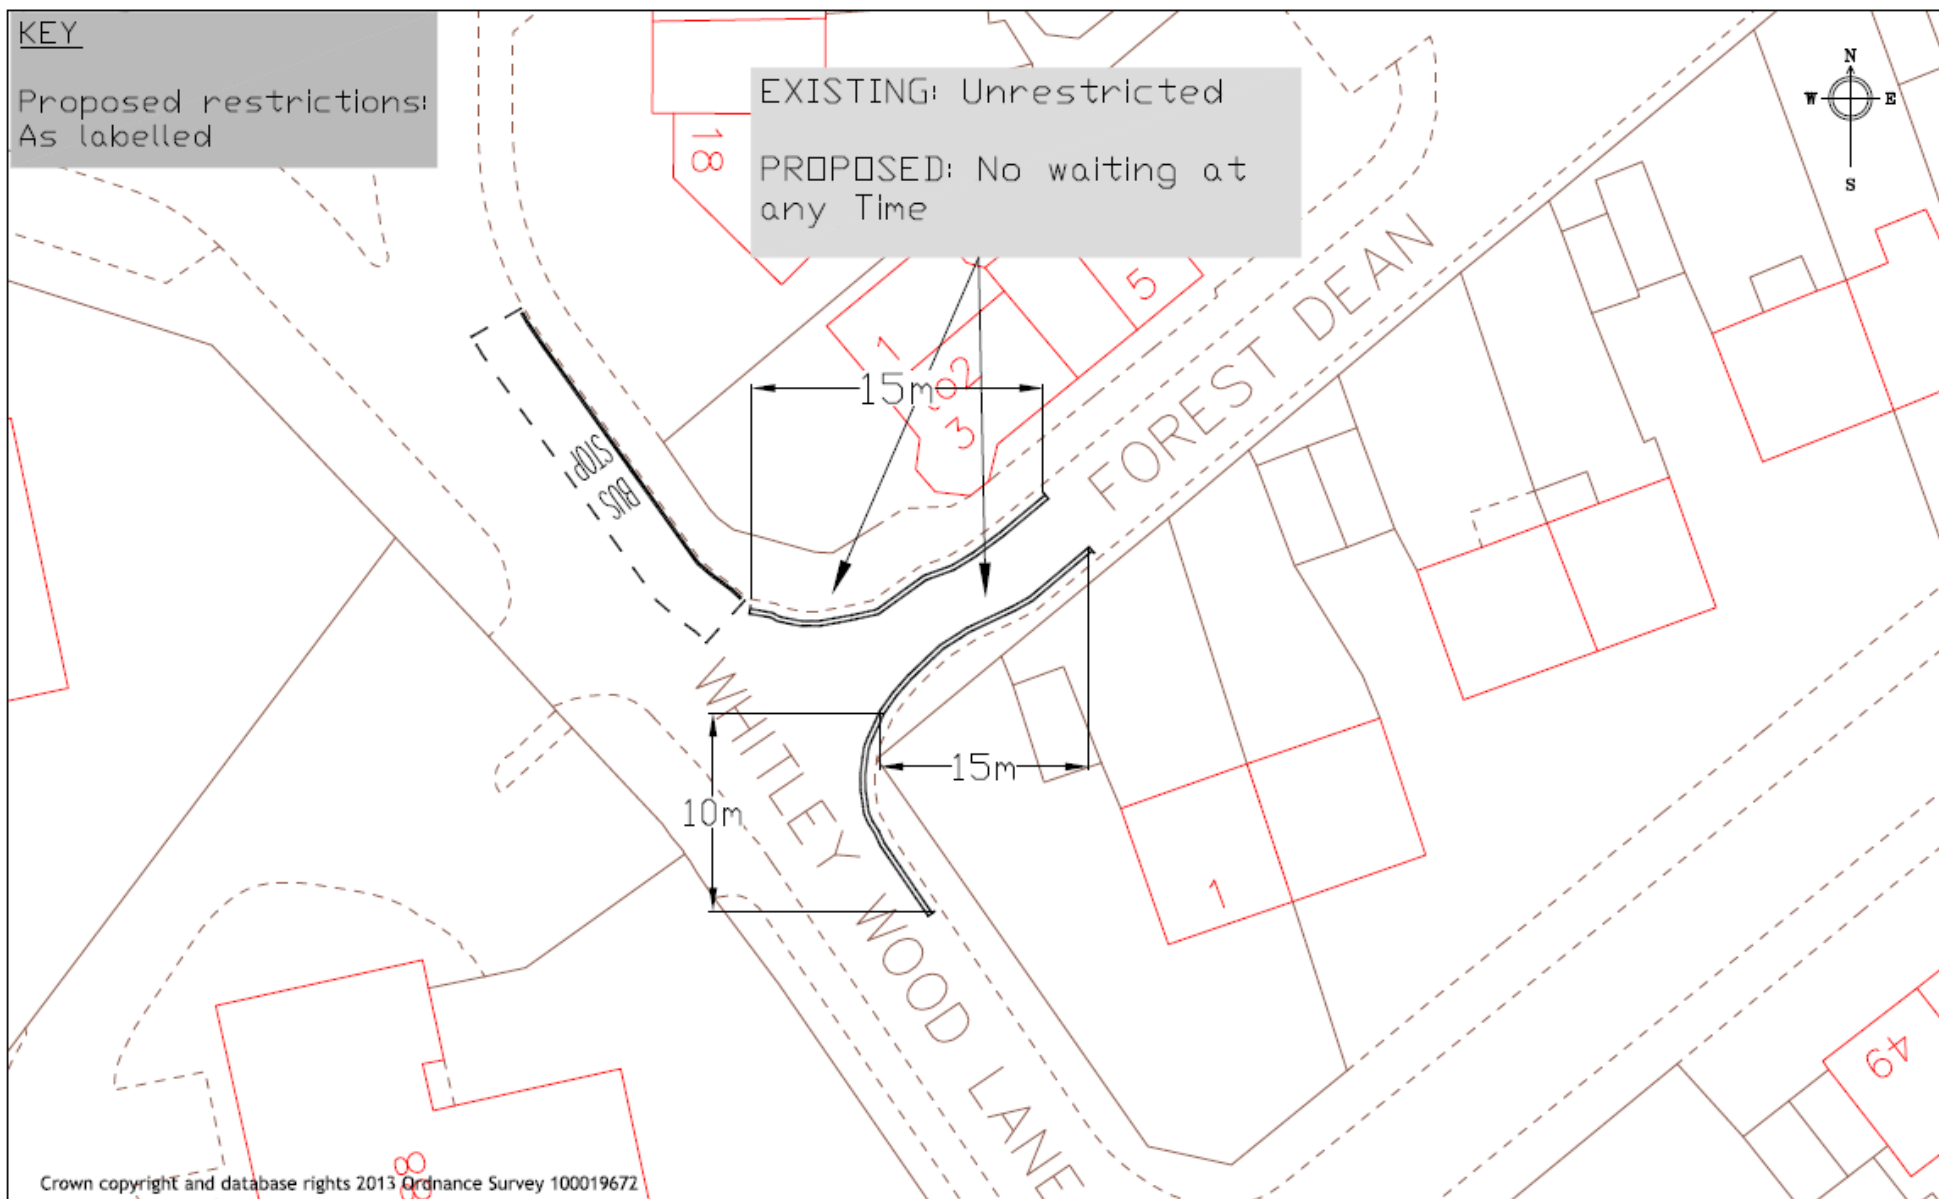 KEY
Proposed restrictions:
As labelled
EXISTING: Unrestricted
PROPOSED: No waiting at
any Time
N
W E
S
18
5
1
3
15m
FOREST DEAN
BUS
STOP
WHITLEY WOOD LANE
15m
10m
1
49
Crown copyright and database rights 2013 Ordnance Survey 100019672